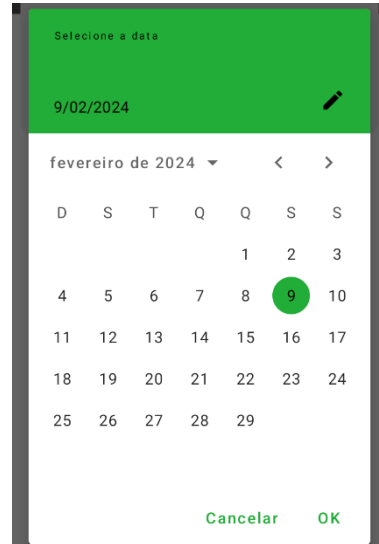 Selecione a data
9/02/2024
fevereiro de 2024
D S T Q Q S S
1 2 3
4 5 6 7 8 9 10
11 12 13 14 15 16 17
18 19 20 21 22 23 24
25 26 27 28 29
Cancelar OK